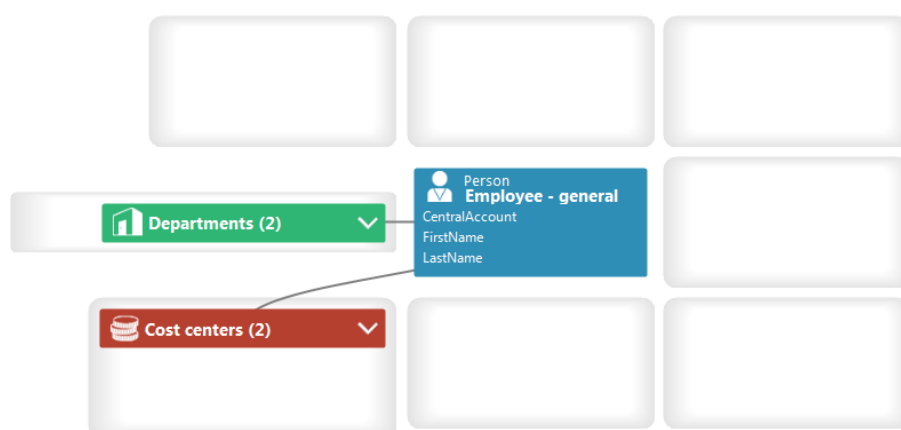 Person
Employee - general
Departments (2)
CentralAccount
FirstName
LastName
Cost centers (2)